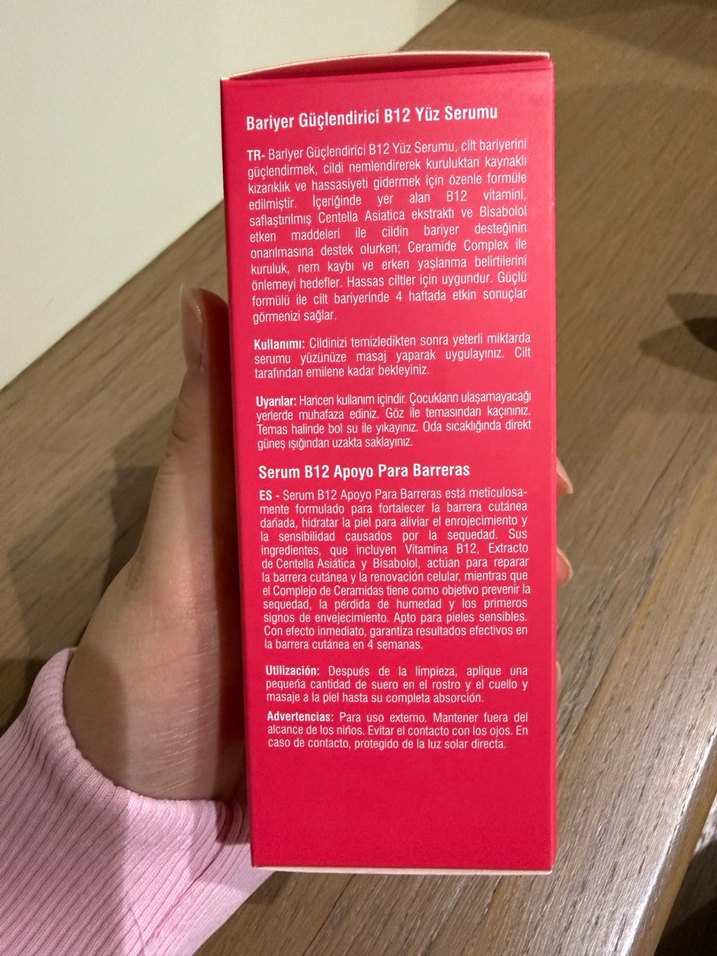 Bariyer Güçlendirici B12 Yüz Serumu
TR- Bariyer Güçlendirici B12 Yüz Serumu, cilt bariyerini
güçlendirmek, cildi nemlendirerek kuruluktan kaynaklı
kızarıklık ve hassasiyeti gidermek için özenle formüle
edilmiştir. İçeriğinde yer alan B12 vitamini,
saflaştırılmış Centella Asiatica ekstraktı ve Bisabolol
etken maddeleri ile cildin bariyer desteğinin
onarılmasına destek olurken; Ceramide Complex ile
kuruluk, nem kaybı ve erken yaşlanma belirtilerini
önlemeyi hedefler. Hassas ciltler için uygundur. Güçlü
formülü ile cilt bariyerinde 4 haftada etkin sonuçlar
görmenizi sağlar.
Kullanımı: Cildinizi temizledikten sonra yeterli miktarda
serumu yüzünüze masaj yaparak uygulayınız. Cilt
tarafından emilene kadar bekleyiniz.
Uyarılar: Haricen kullanım içindir. Çocukların ulaşamayacağı
yerlerde muhafaza ediniz. Göz ile temasından kaçınınız.
Temas halinde bol su ile yıkayınız. Oda sıcaklığında direkt
güneş ışığından uzakta saklayınız.
Serum B12 Apoyo Para Barreras
ES - Serum B12 Apoyo Para Barreras está meticulosa-
mente formulado para fortalecer la barrera cutánea
dañada, hidratar la piel para aliviar el enrojecimiento y
la sensibilidad causados por la sequedad. Sus
ingredientes, que incluyen Vitamina B12, Extracto
de Centella Asiática y Bisabolol, actúan para reparar
la barrera cutánea y la renovación celular, mientras que
el Complejo de Ceramidas tiene como objetivo prevenir la
sequedad, la pérdida de humedad y los primeros
signos de envejecimiento. Apto para pieles sensibles.
Con efecto inmediato, garantiza resultados efectivos en
la barrera cutánea en 4 semanas.
Utilización: Después de la limpieza, aplique una
pequeña cantidad de suero en el rostro y el cuello y
masaje a la piel hasta su completa absorción.
Advertencias: Para uso externo. Mantener fuera del
alcance de los niños. Evitar el contacto con los ojos. En
caso de contacto, protegido de la luz solar directa.